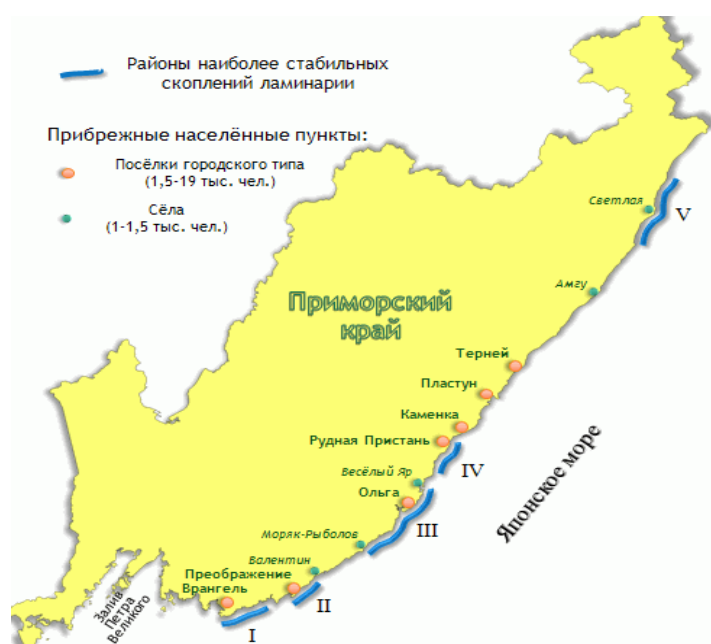 Районы наиболее стабильных
скоплений ламинарии
Прибрежные населённые пункты:
Посёлки городского типа
(1,5-19 тыс. чел.)
Сёла
(1-1,5 тыс. чел.)
Светлая
V
Амгу
Приморский
край
Терней
Пластун
Каменка
Рудная Пристань
IV
Весёлый Яр
Ольга
III
Японское море
Моряк-Рыболов
Валентин
Преображение
Врангель
II
I
Залив
Петра
Великого